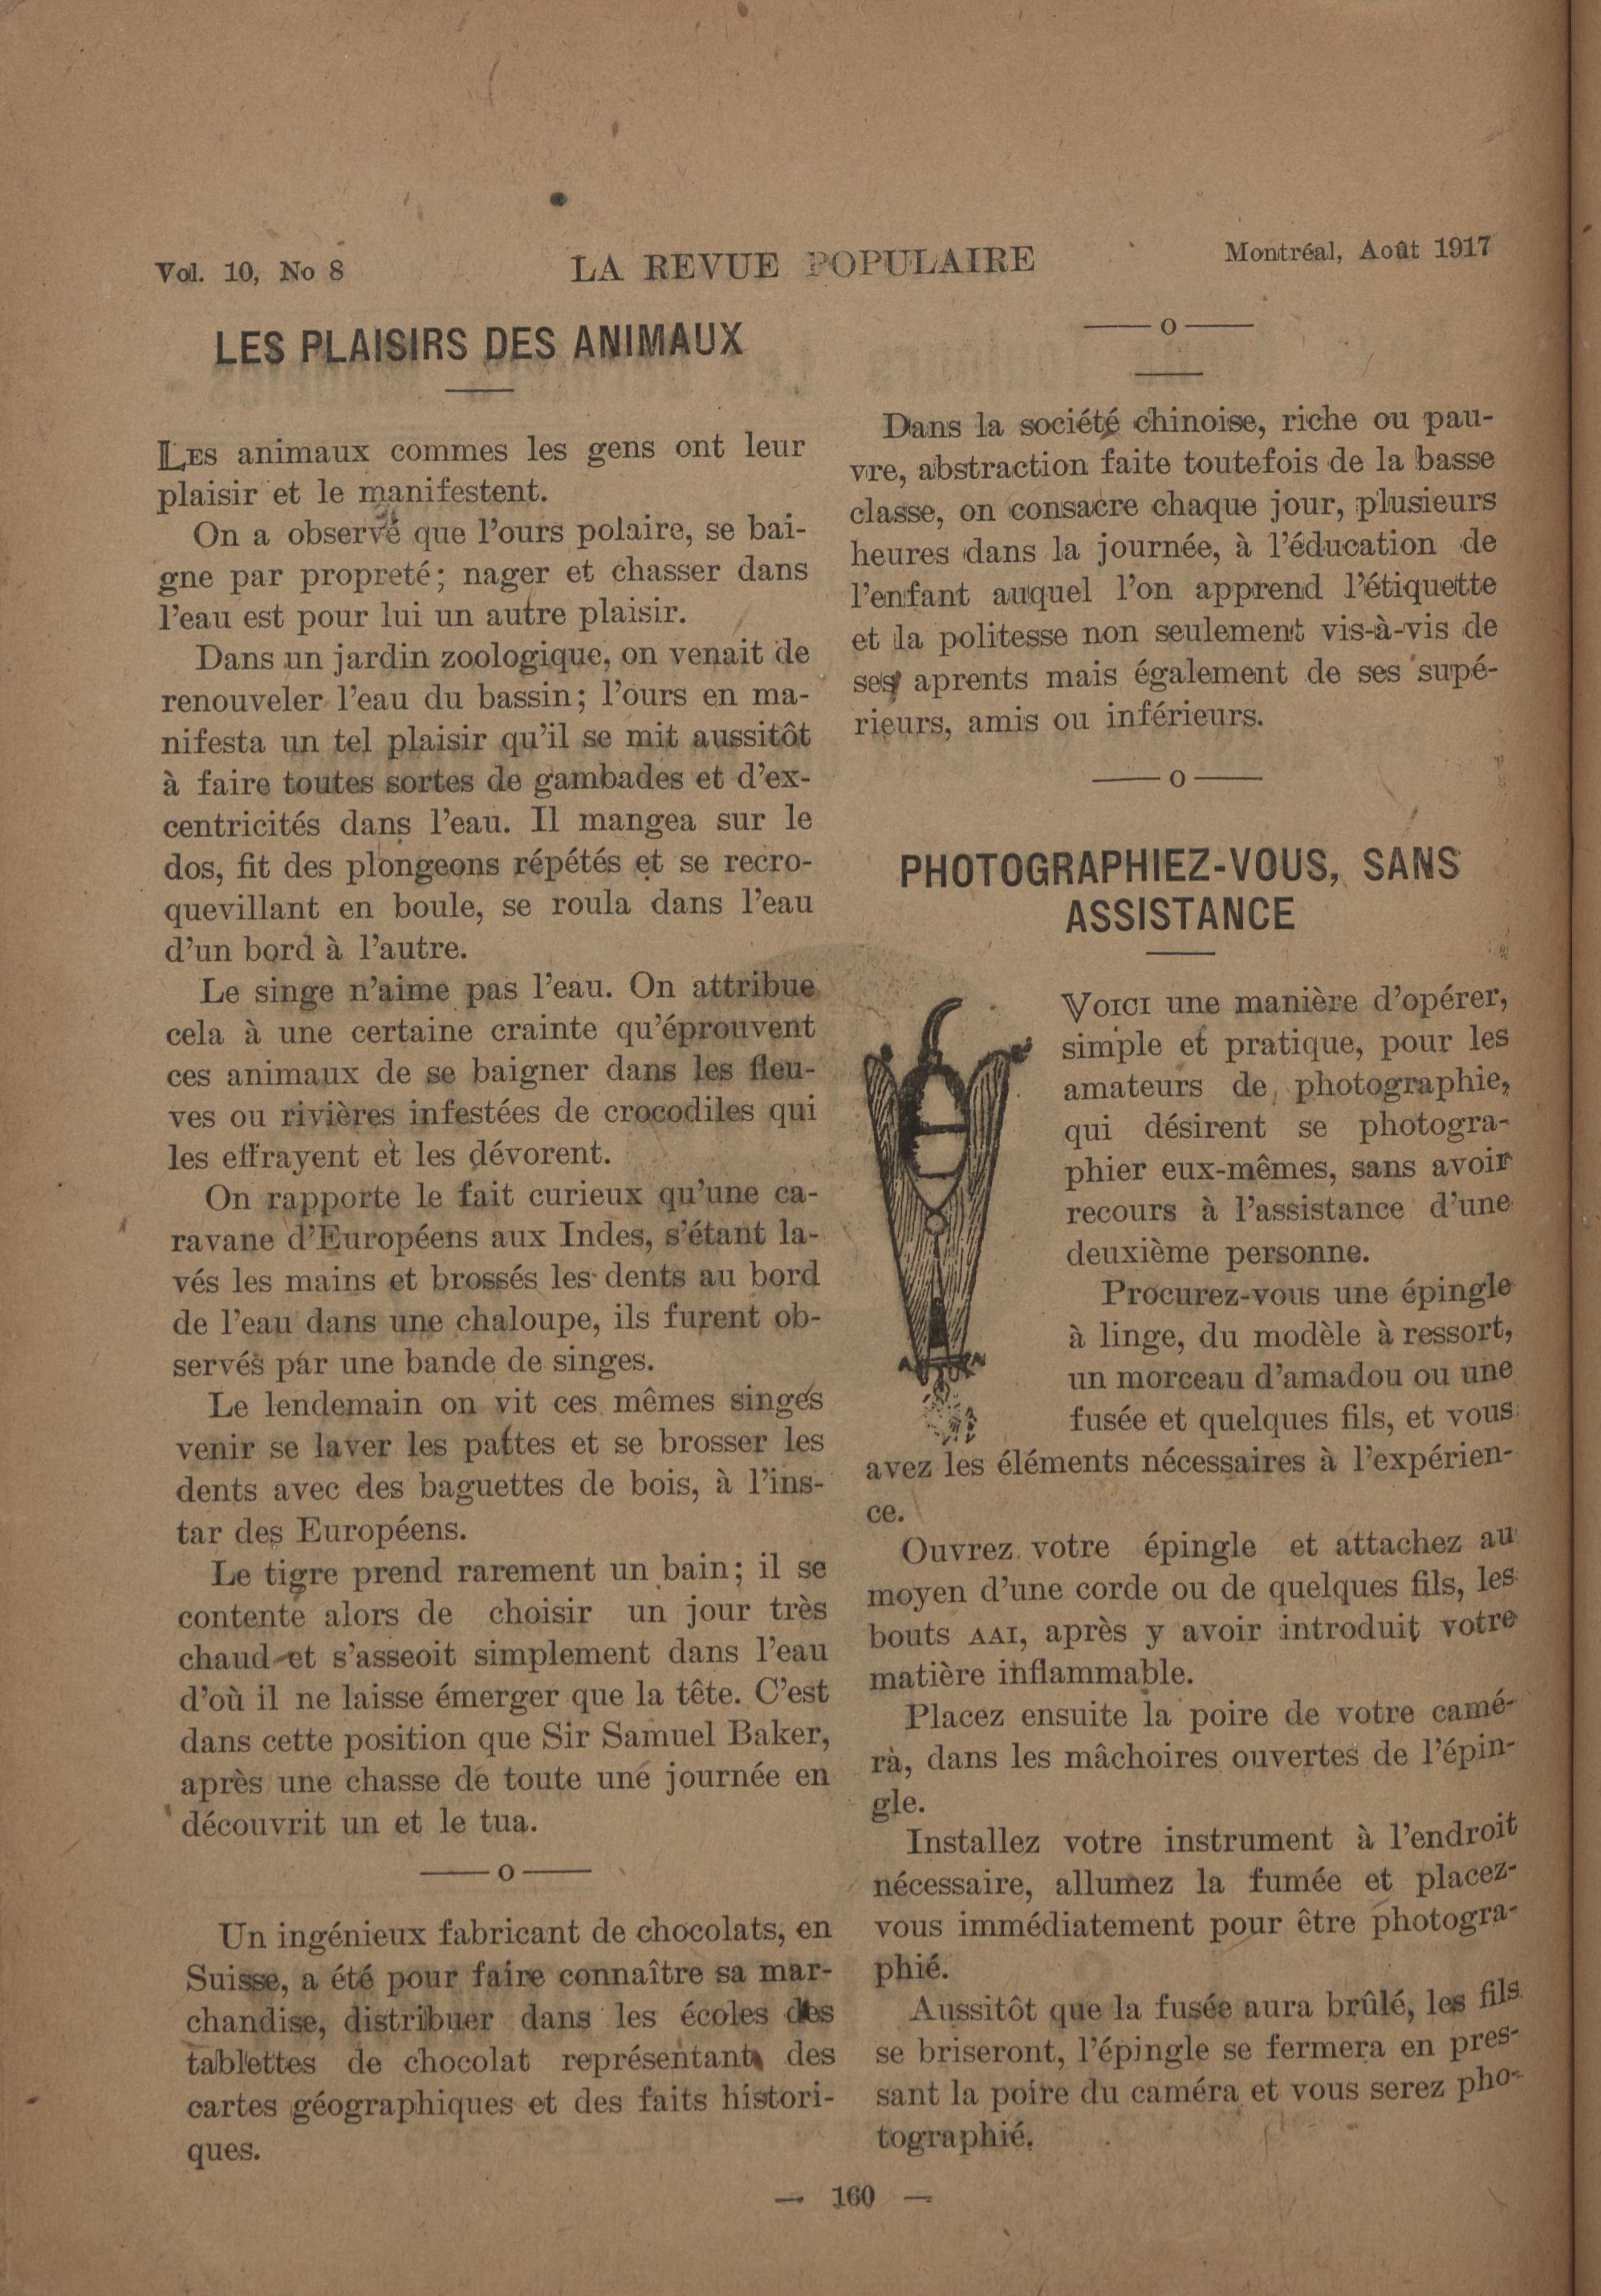 Vol. 10, No 8
LA REVUE POPULAIRE
Montréal, Août 1917
LES PLAISIRS DES ANIMAUX
LES animaux commes les gens ont leur
plaisir et le manifestent.
On a observé que l'ours polaire, se bai-
gne par propreté; nager et chasser dans
l'eau est pour lui un autre plaisir.
Dans un jardin zoologique, on venait de
renouveler l'eau du bassin; l'ours en ma-
nifesta un tel plaisir qu'il se mit aussitôt
à faire toutes sortes de gambades et d'ex-
centricités dans l'eau. Il mangea sur le
dos, fit des plongeons répétés et se recro-
quevillant en boule, se roula dans l'eau
d'un bord à l'autre.
Le singe n'aime pas l'eau. On attribue
cela à une certaine crainte qu'éprouvent
ces animaux de se baigner dans les fleu-
ves ou rivières infestées de crocodiles qui
les effrayent et les dévorent.
On rapporte le fait curieux qu'une ca-
ravane d'Européens aux Indes, s'étant la-
vés les mains et brossés les dents au bord
de l'eau dans une chaloupe, ils furent ob-
servés par une bande de singes.
Le lendemain on vit ces mêmes singes
venir se laver les pattes et se brosser les
dents avec des baguettes de bois, à l'ins-
tar des Européens.
Le tigre prend rarement un bain; il se
contente alors de choisir un jour très
chaud et s'asseoit simplement dans l'eau
d'où il ne laisse émerger que la tête. C'est
dans cette position que Sir Samuel Baker,
après une chasse de toute une journée en
découvrit un et le tua.
— o —
Un ingénieux fabricant de chocolats, en
Suisse, a été pour faire connaître sa mar-
chandise, distribuer dans les écoles des
tablettes de chocolat représentant des
cartes géographiques et des faits histori-
ques.
— o —
Dans la société chinoise, riche ou pau-
vre, abstraction faite toutefois de la basse
classe, on consacre chaque jour, plusieurs
heures dans la journée, à l'éducation de
l'enfant auquel l'on apprend l'étiquette
et la politesse non seulement vis-à-vis de
ses aprents mais également de ses supé-
rieurs, amis ou inférieurs.
— o —
PHOTOGRAPHIEZ-VOUS, SANS
ASSISTANCE
VOICI une manière d'opérer,
simple et pratique, pour les
amateurs de photographie,
qui désirent se photogra-
phier eux-mêmes, sans avoir
recours à l'assistance d'une
deuxième personne.
Procurez-vous une épingle
à linge, du modèle à ressort,
un morceau d'amadou ou une
fusée et quelques fils, et vous
avez les éléments nécessaires à l'expérien-
ce.
Ouvrez votre épingle et attachez au
moyen d'une corde ou de quelques fils, les
bouts AAI, après y avoir introduit votre
matière inflammable.
Placez ensuite la poire de votre camé-
ra, dans les mâchoires ouvertes de l'épin-
gle.
Installez votre instrument à l'endroit
nécessaire, allumez la fumée et placez-
vous immédiatement pour être photogra-
phié.
Aussitôt que la fusée aura brûlé, les fils
se briseront, l'épingle se fermera en pres-
sant la poire du caméra et vous serez pho-
tographié.
— 160 —